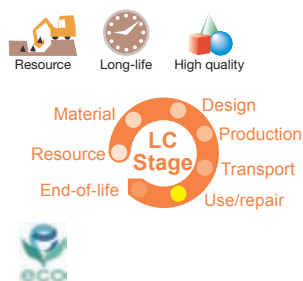 Resource Long-life High quality
Material Design
Production
Resource LC Stage Transport
End-of-life Use/repair
eco